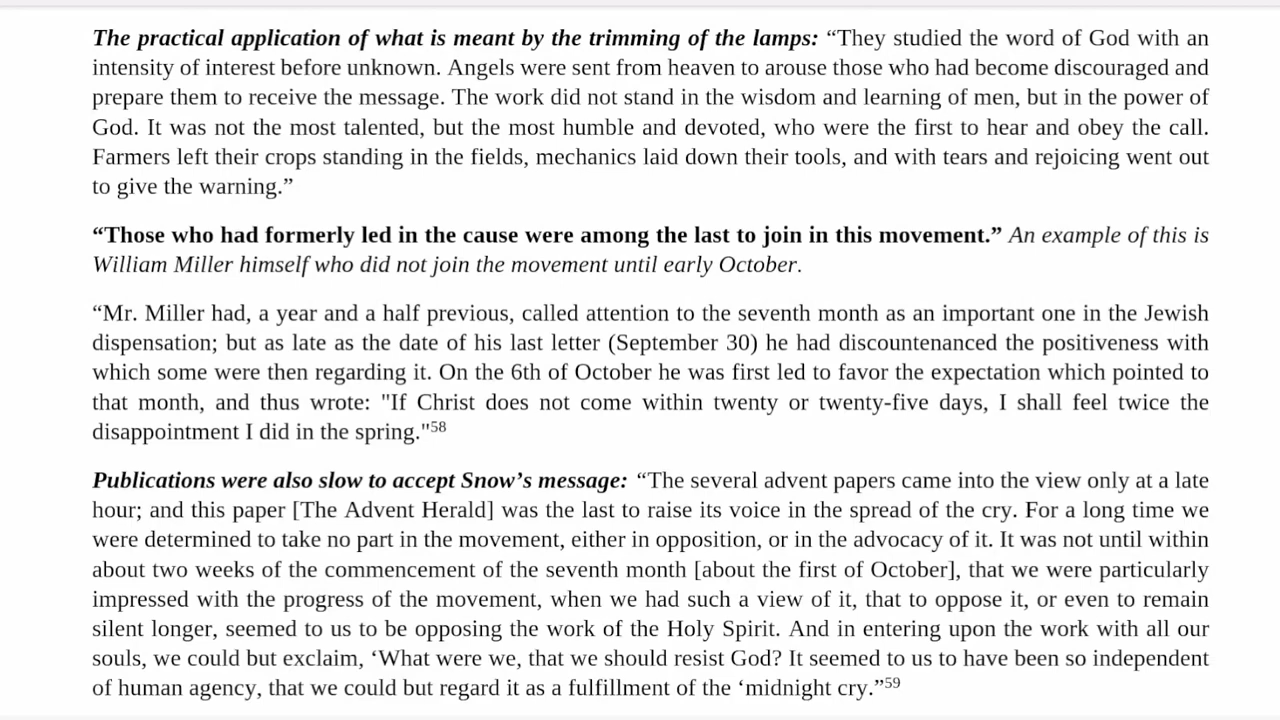 The practical application of what is meant by the trimming of the lamps: “They studied the word of God with an
intensity of interest before unknown. Angels were sent from heaven to arouse those who had become discouraged and
prepare them to receive the message. The work did not stand in the wisdom and learning of men, but in the power of
God. It was not the most talented, but the most humble and devoted, who were the first to hear and obey the call.
Farmers left their crops standing in the fields, mechanics laid down their tools, and with tears and rejoicing went out
to give the warning.”
“Those who had formerly led in the cause were among the last to join in this movement.” An example of this is
William Miller himself who did not join the movement until early October.
“Mr. Miller had, a year and a half previous, called attention to the seventh month as an important one in the Jewish
dispensation; but as late as the date of his last letter (September 30) he had discountenanced the positiveness with
which some were then regarding it. On the 6th of October he was first led to favor the expectation which pointed to
that month, and thus wrote: "If Christ does not come within twenty or twenty-five days, I shall feel twice the
disappointment I did in the spring."58
Publications were also slow to accept Snow’s message: “The several advent papers came into the view only at a late
hour; and this paper [The Advent Herald] was the last to raise its voice in the spread of the cry. For a long time we
were determined to take no part in the movement, either in opposition, or in the advocacy of it. It was not until within
about two weeks of the commencement of the seventh month [about the first of October], that we were particularly
impressed with the progress of the movement, when we had such a view of it, that to oppose it, or even to remain
silent longer, seemed to us to be opposing the work of the Holy Spirit. And in entering upon the work with all our
souls, we could but exclaim, ‘What were we, that we should resist God? It seemed to us to have been so independent
of human agency, that we could but regard it as a fulfillment of the ‘midnight cry.”59